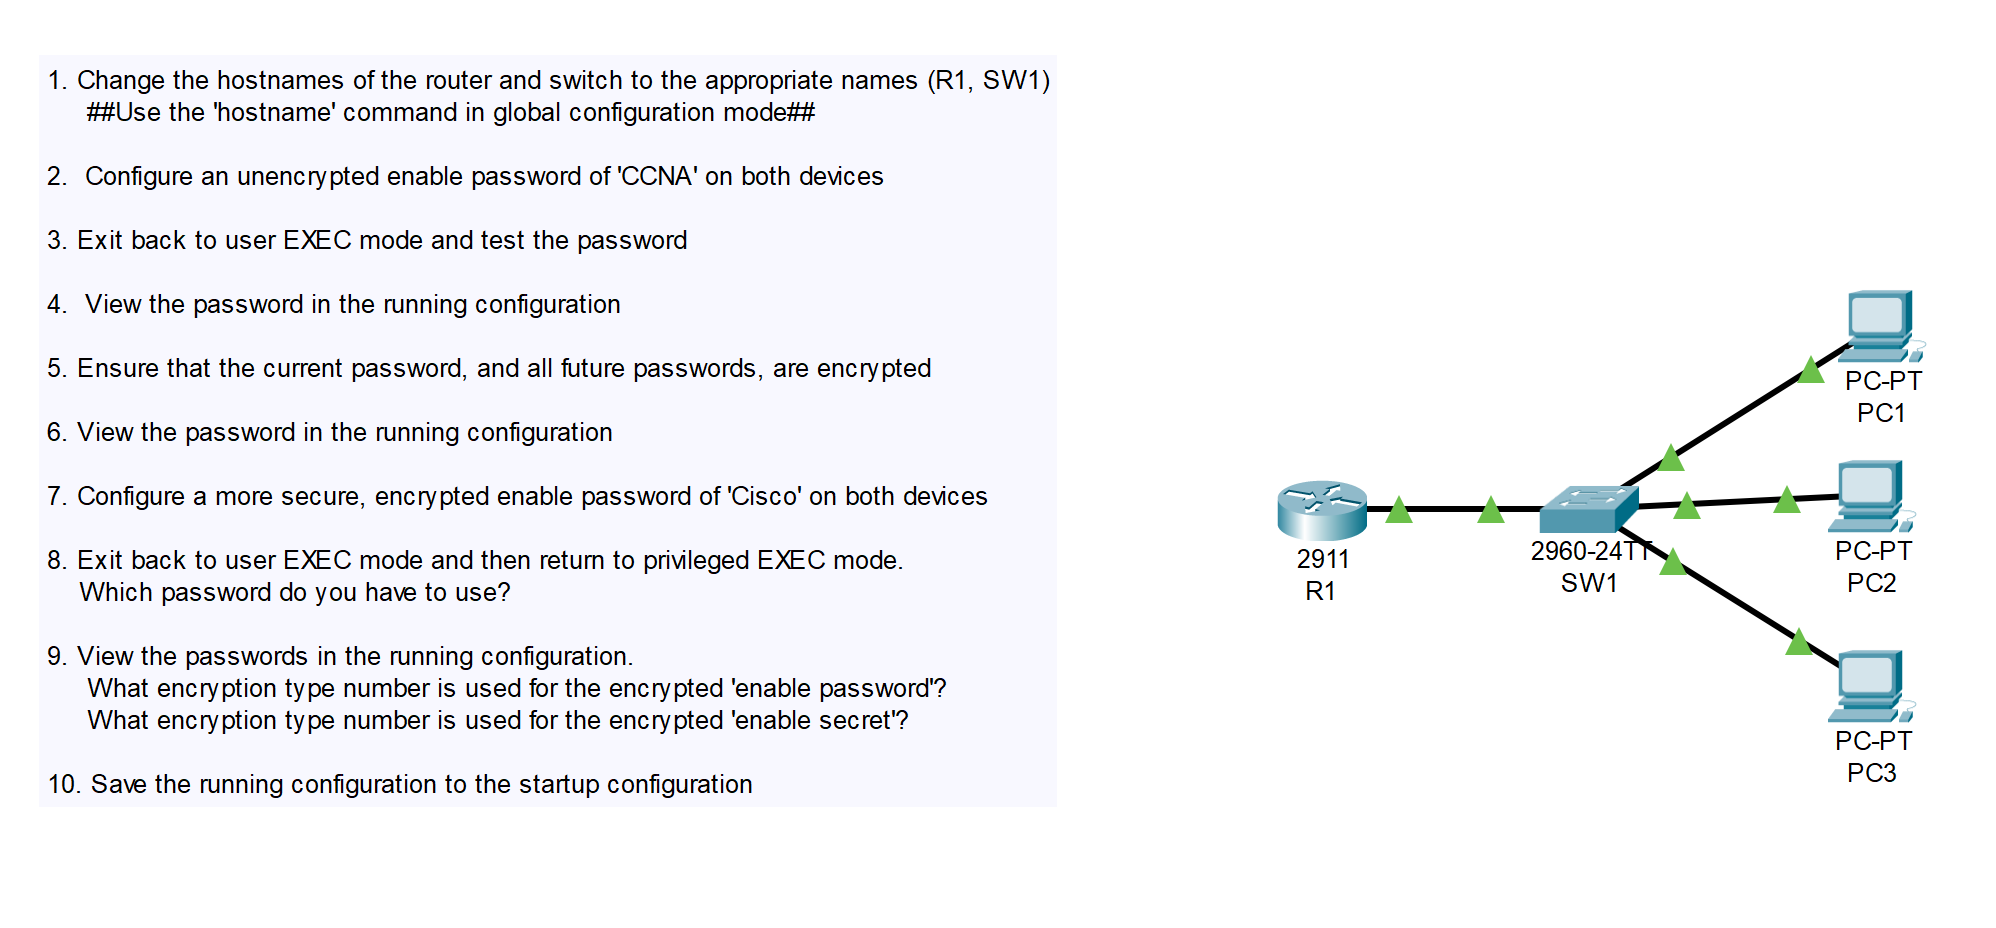 1. Change the hostnames of the router and switch to the appropriate names (R1, SW1)
##Use the 'hostname' command in global configuration mode##
2. Configure an unencrypted enable password of 'CCNA' on both devices
3. Exit back to user EXEC mode and test the password
4. View the password in the running configuration
5. Ensure that the current password, and all future passwords, are encrypted
6. View the password in the running configuration
7. Configure a more secure, encrypted enable password of 'Cisco' on both devices
8. Exit back to user EXEC mode and then return to privileged EXEC mode.
Which password do you have to use?
9. View the passwords in the running configuration.
What encryption type number is used for the encrypted 'enable password'?
What encryption type number is used for the encrypted 'enable secret'?
10. Save the running configuration to the startup configuration
2911
R1
2960-24TT
SW1
PC-PT
PC1
PC-PT
PC2
PC-PT
PC3